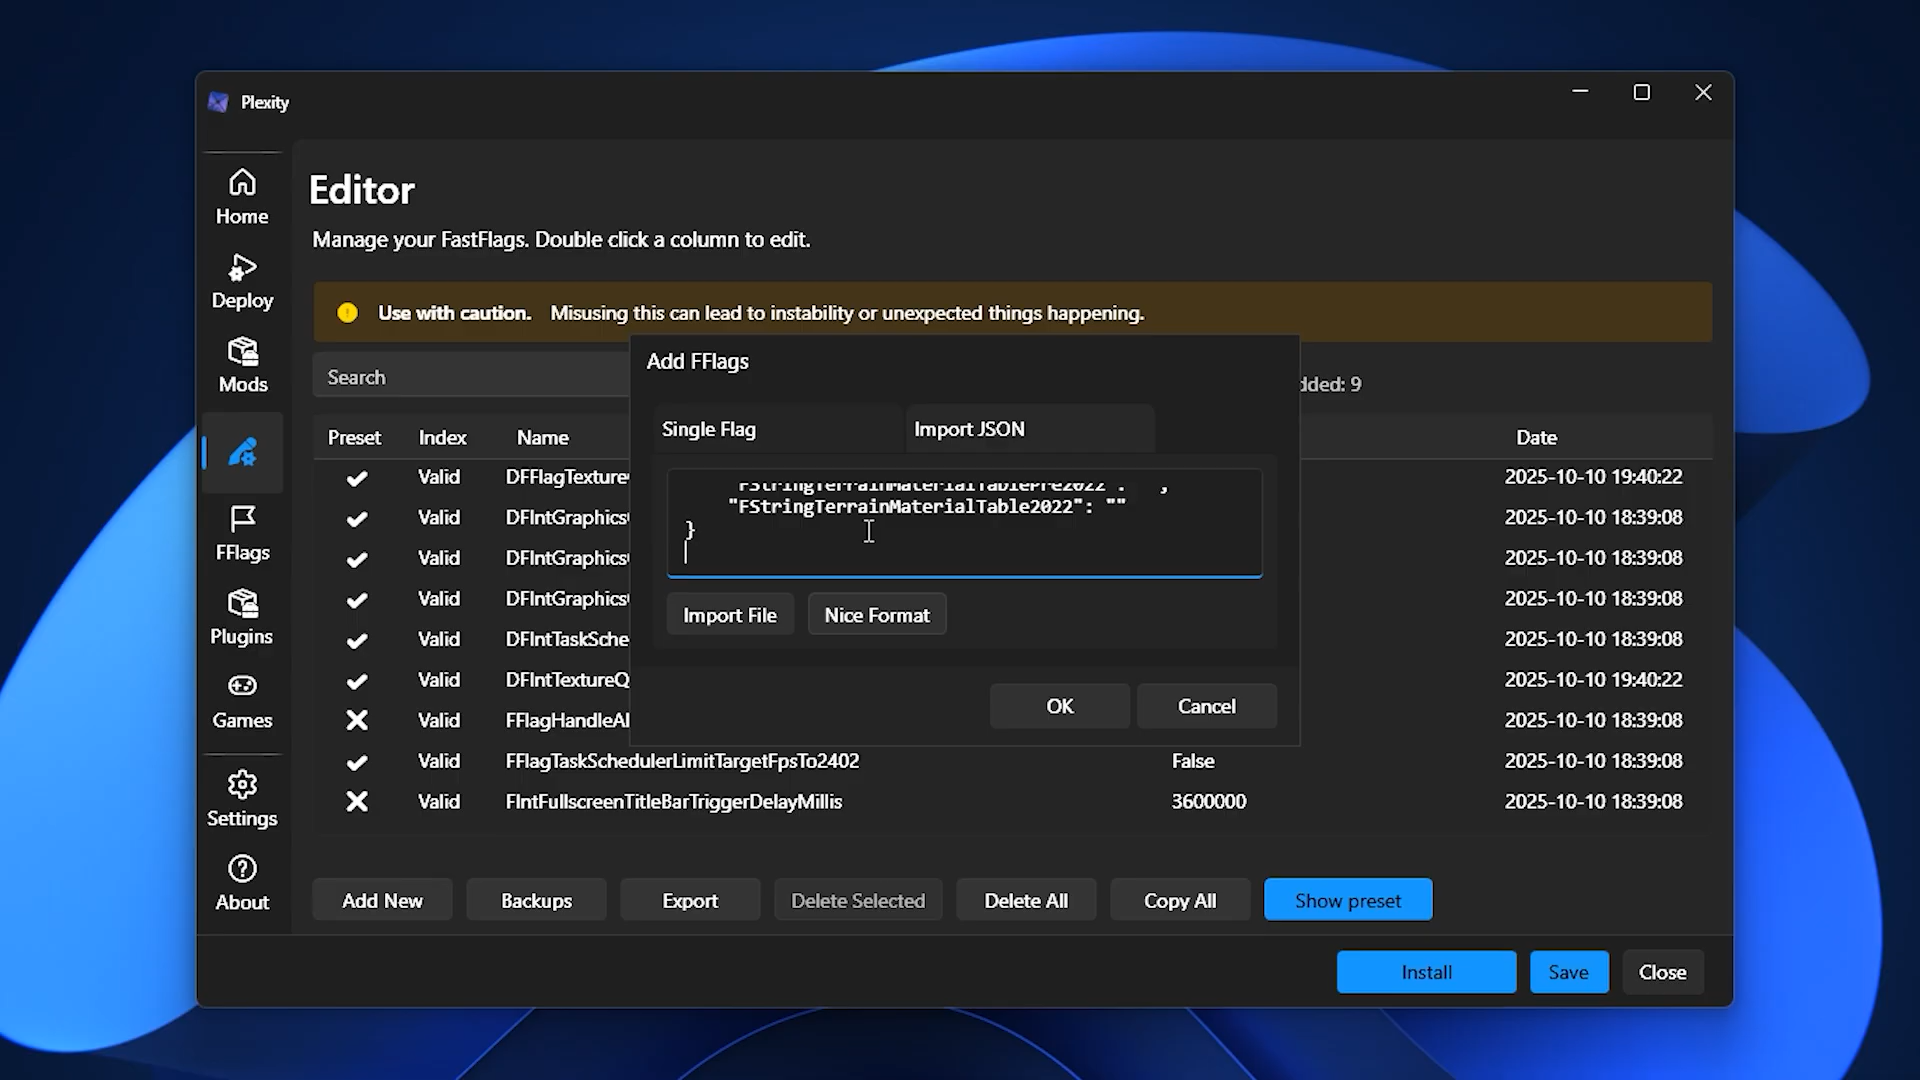 Plexity
Home
Deploy
Mods
FFlags
Plugins
Games
Settings
About
Editor
Manage your FastFlags. Double click a column to edit.
Use with caution. Misusing this can lead to instability or unexpected things happening.
Search
dded: 9
Preset Index Name Date
Valid DFFlagTexture 2025-10-10 19:40:22
Valid DFIntGraphics 2025-10-10 18:39:08
Valid DFIntGraphics 2025-10-10 18:39:08
Valid DFIntGraphics 2025-10-10 18:39:08
Valid DFIntTaskSche 2025-10-10 18:39:08
Valid DFIntTextureQ 2025-10-10 19:40:22
Valid FFlagHandleAl 2025-10-10 18:39:08
Valid FFlagTaskSchedulerLimitTargetFpsTo2402 False 2025-10-10 18:39:08
Valid FIntFullscreenTitleBarTriggerDelayMillis 3600000 2025-10-10 18:39:08
Add FFlags
Single Flag Import JSON
FStringTerrainMaterialTablePre2022
"FStringTerrainMaterialTable2022": ""
}
Import File Nice Format
OK Cancel
Add New Backups Export Delete Selected Delete All Copy All Show preset
Install Save Close